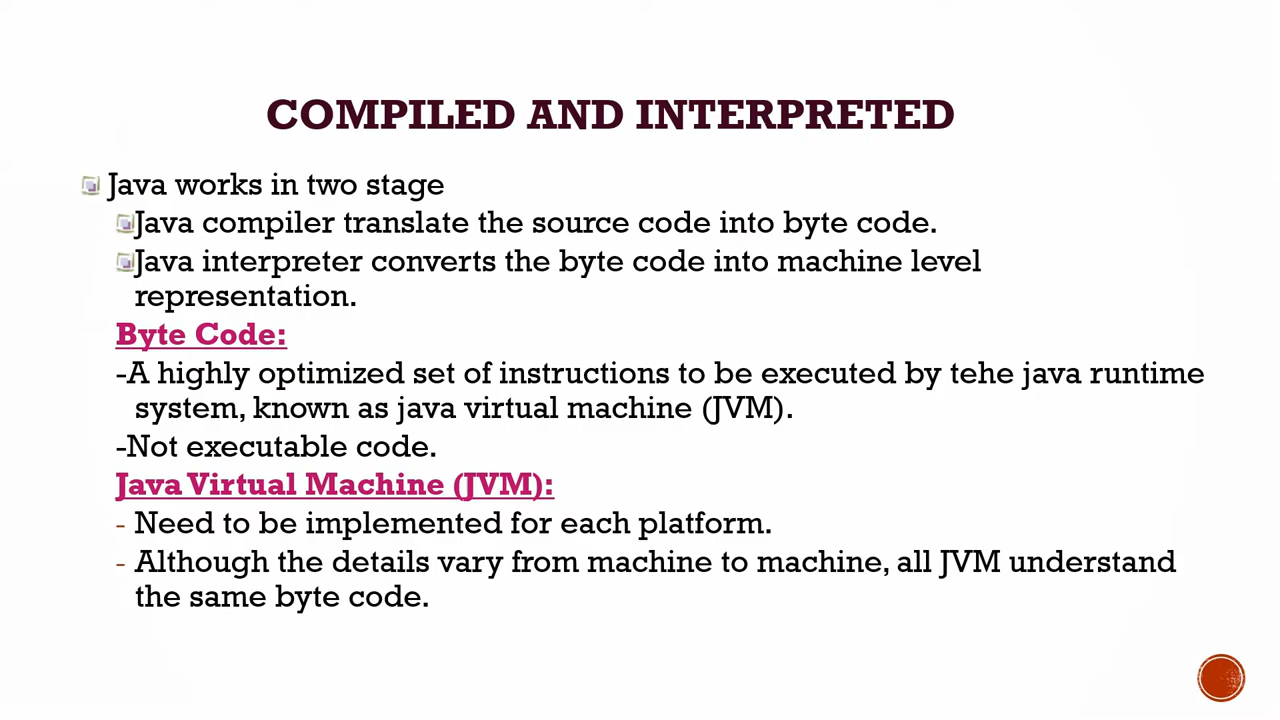 COMPILED AND INTERPRETED
Java works in two stage
Java compiler translate the source code into byte code.
Java interpreter converts the byte code into machine level
representation.
Byte Code:
-A highly optimized set of instructions to be executed by tehe java runtime
system, known as java virtual machine (JVM).
-Not executable code.
Java Virtual Machine (JVM):
- Need to be implemented for each platform.
- Although the details vary from machine to machine, all JVM understand
the same byte code.